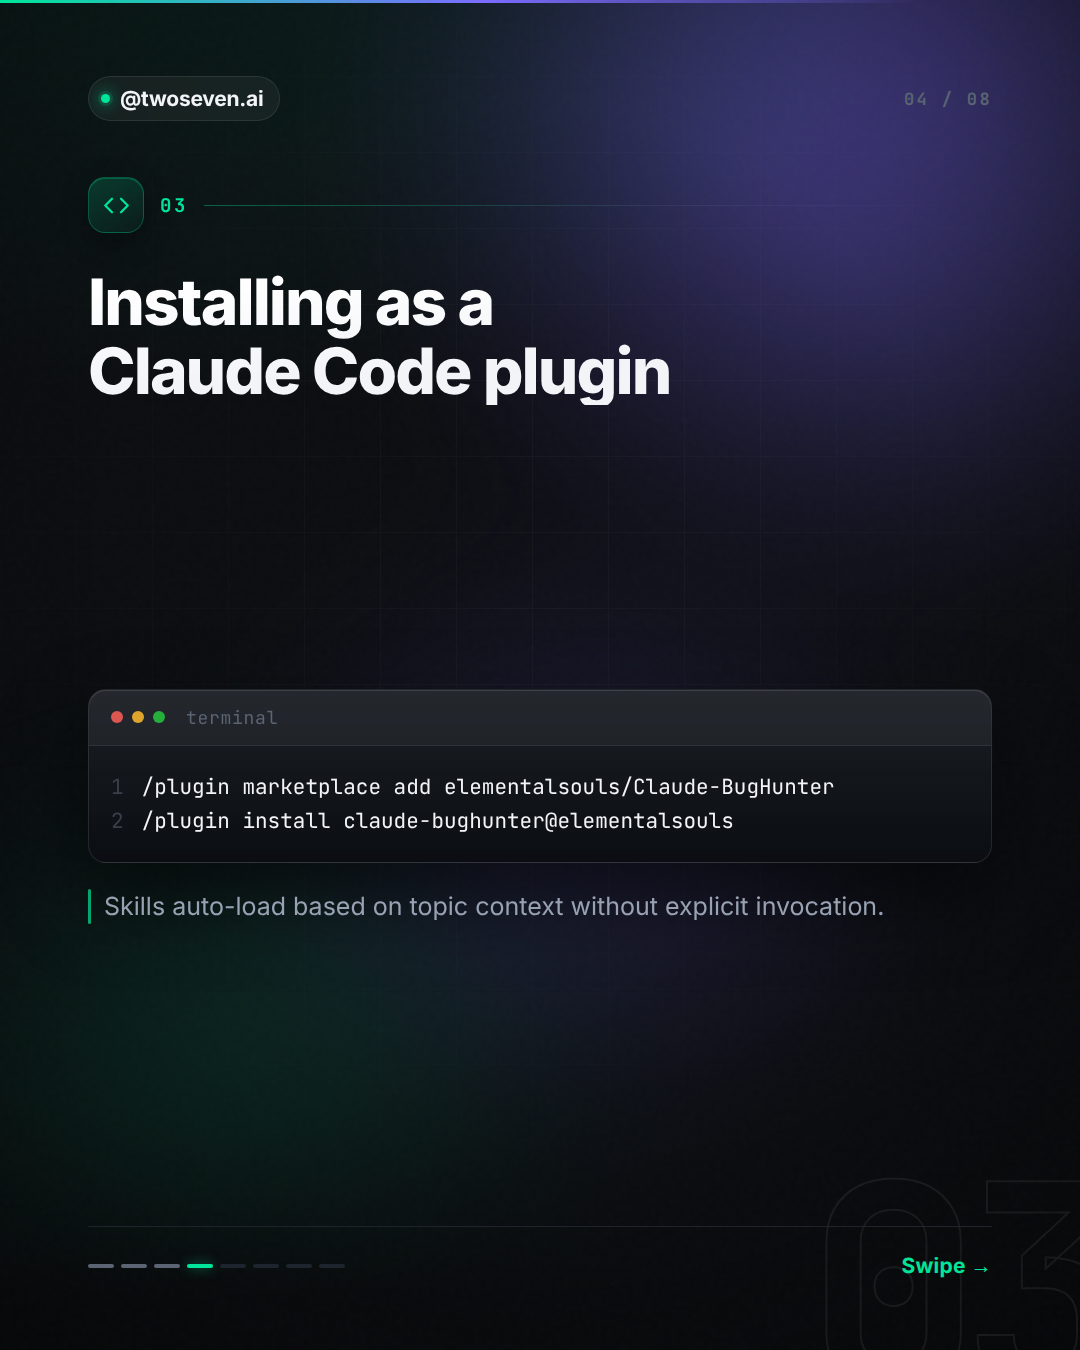 @twoseven.ai
04 / 08
03
Installing as a
Claude Code plugin
terminal
1 /plugin marketplace add elementalsouls/Claude-BugHunter
2 /plugin install claude-bughunter@elementalsouls
Skills auto-load based on topic context without explicit invocation.
Swipe →
03